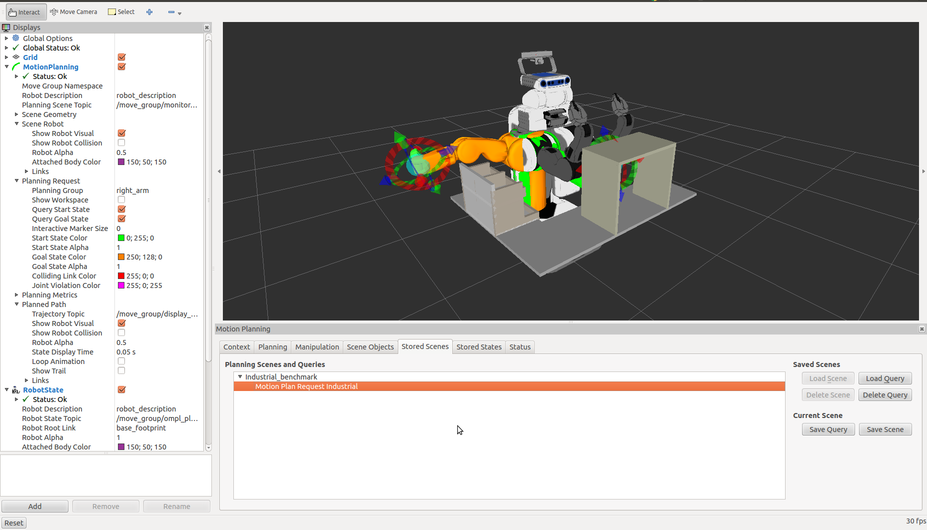 Interact Move Camera Select
Displays
Global Options
Global Status: Ok
Grid
MotionPlanning
Status: Ok
Move Group Namespace
Robot Description robot_description
Planning Scene Topic /move_group/monitor...
Scene Geometry
Scene Robot
Show Robot Visual
Show Robot Collision
Robot Alpha 0.5
Attached Body Color 150; 50; 150
Links
Planning Request
Planning Group right_arm
Show Workspace
Query Start State
Query Goal State
Interactive Marker Size 0
Start State Color 0; 255; 0
Start State Alpha 1
Goal State Color 250; 128; 0
Goal State Alpha 1
Colliding Link Color 255; 0; 0
Joint Violation Color 255; 0; 255
Planning Metrics
Planned Path
Trajectory Topic /move_group/display_...
Show Robot Visual
Show Robot Collision
Robot Alpha 0.5
State Display Time 0.05 s
Loop Animation
Show Trail
Links
RobotState
Status: Ok
Robot Description robot_description
Robot State Topic /move_group/ompl_pl...
Robot Root Link base_footprint
Robot Alpha 1
Attached Body Color 150; 50; 150
Add Remove Rename
Reset
Motion Planning
Context Planning Manipulation Scene Objects Stored Scenes Stored States Status
Planning Scenes and Queries
Industrial_benchmark
Motion Plan Request Industrial
Saved Scenes
Load Scene Load Query
Delete Scene Delete Query
Current Scene
Save Query Save Scene
30 fps